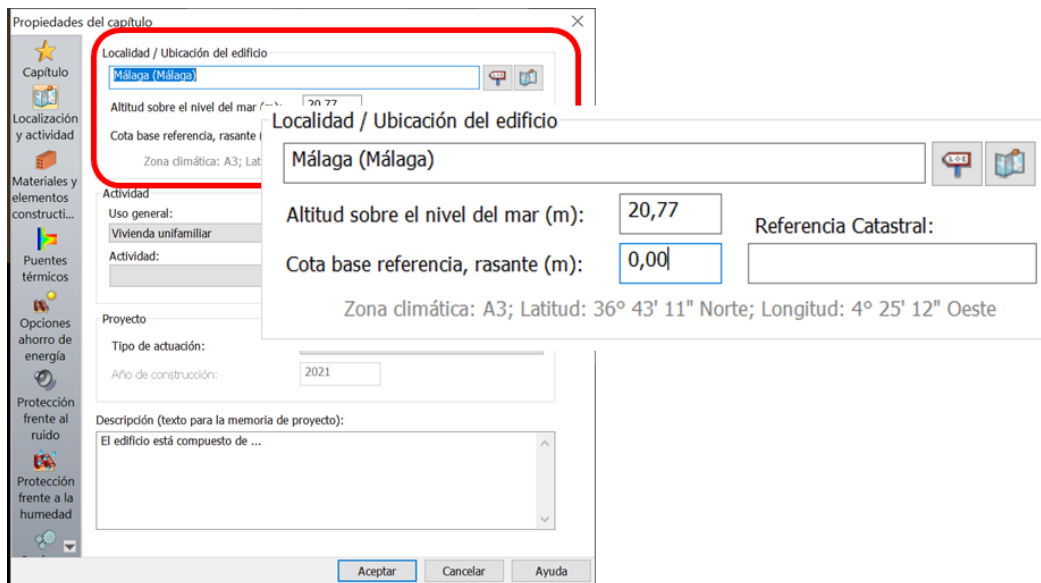 Propiedades del capítulo
Capítulo
Localización
y actividad
Materiales y
elementos
constructi...
Puentes
térmicos
Opciones
ahorro de
energía
Protección
frente al
ruido
Protección
frente a la
humedad
Localidad / Ubicación del edificio
Málaga (Málaga)
Altitud sobre el nivel del mar (m): 20,77
Cota base referencia, rasante (
Zona climática: A3; Lat
Localidad / Ubicación del edificio
Málaga (Málaga)
Altitud sobre el nivel del mar (m): 20,77
Referencia Catastral:
Cota base referencia, rasante (m): 0,00
Zona climática: A3; Latitud: 36º 43' 11" Norte; Longitud: 4º 25' 12" Oeste
Actividad
Uso general:
Vivienda unifamiliar
Actividad:
Proyecto
Tipo de actuación:
Año de construcción: 2021
Descripción (texto para la memoria de proyecto):
El edificio está compuesto de ...
Aceptar Cancelar Ayuda